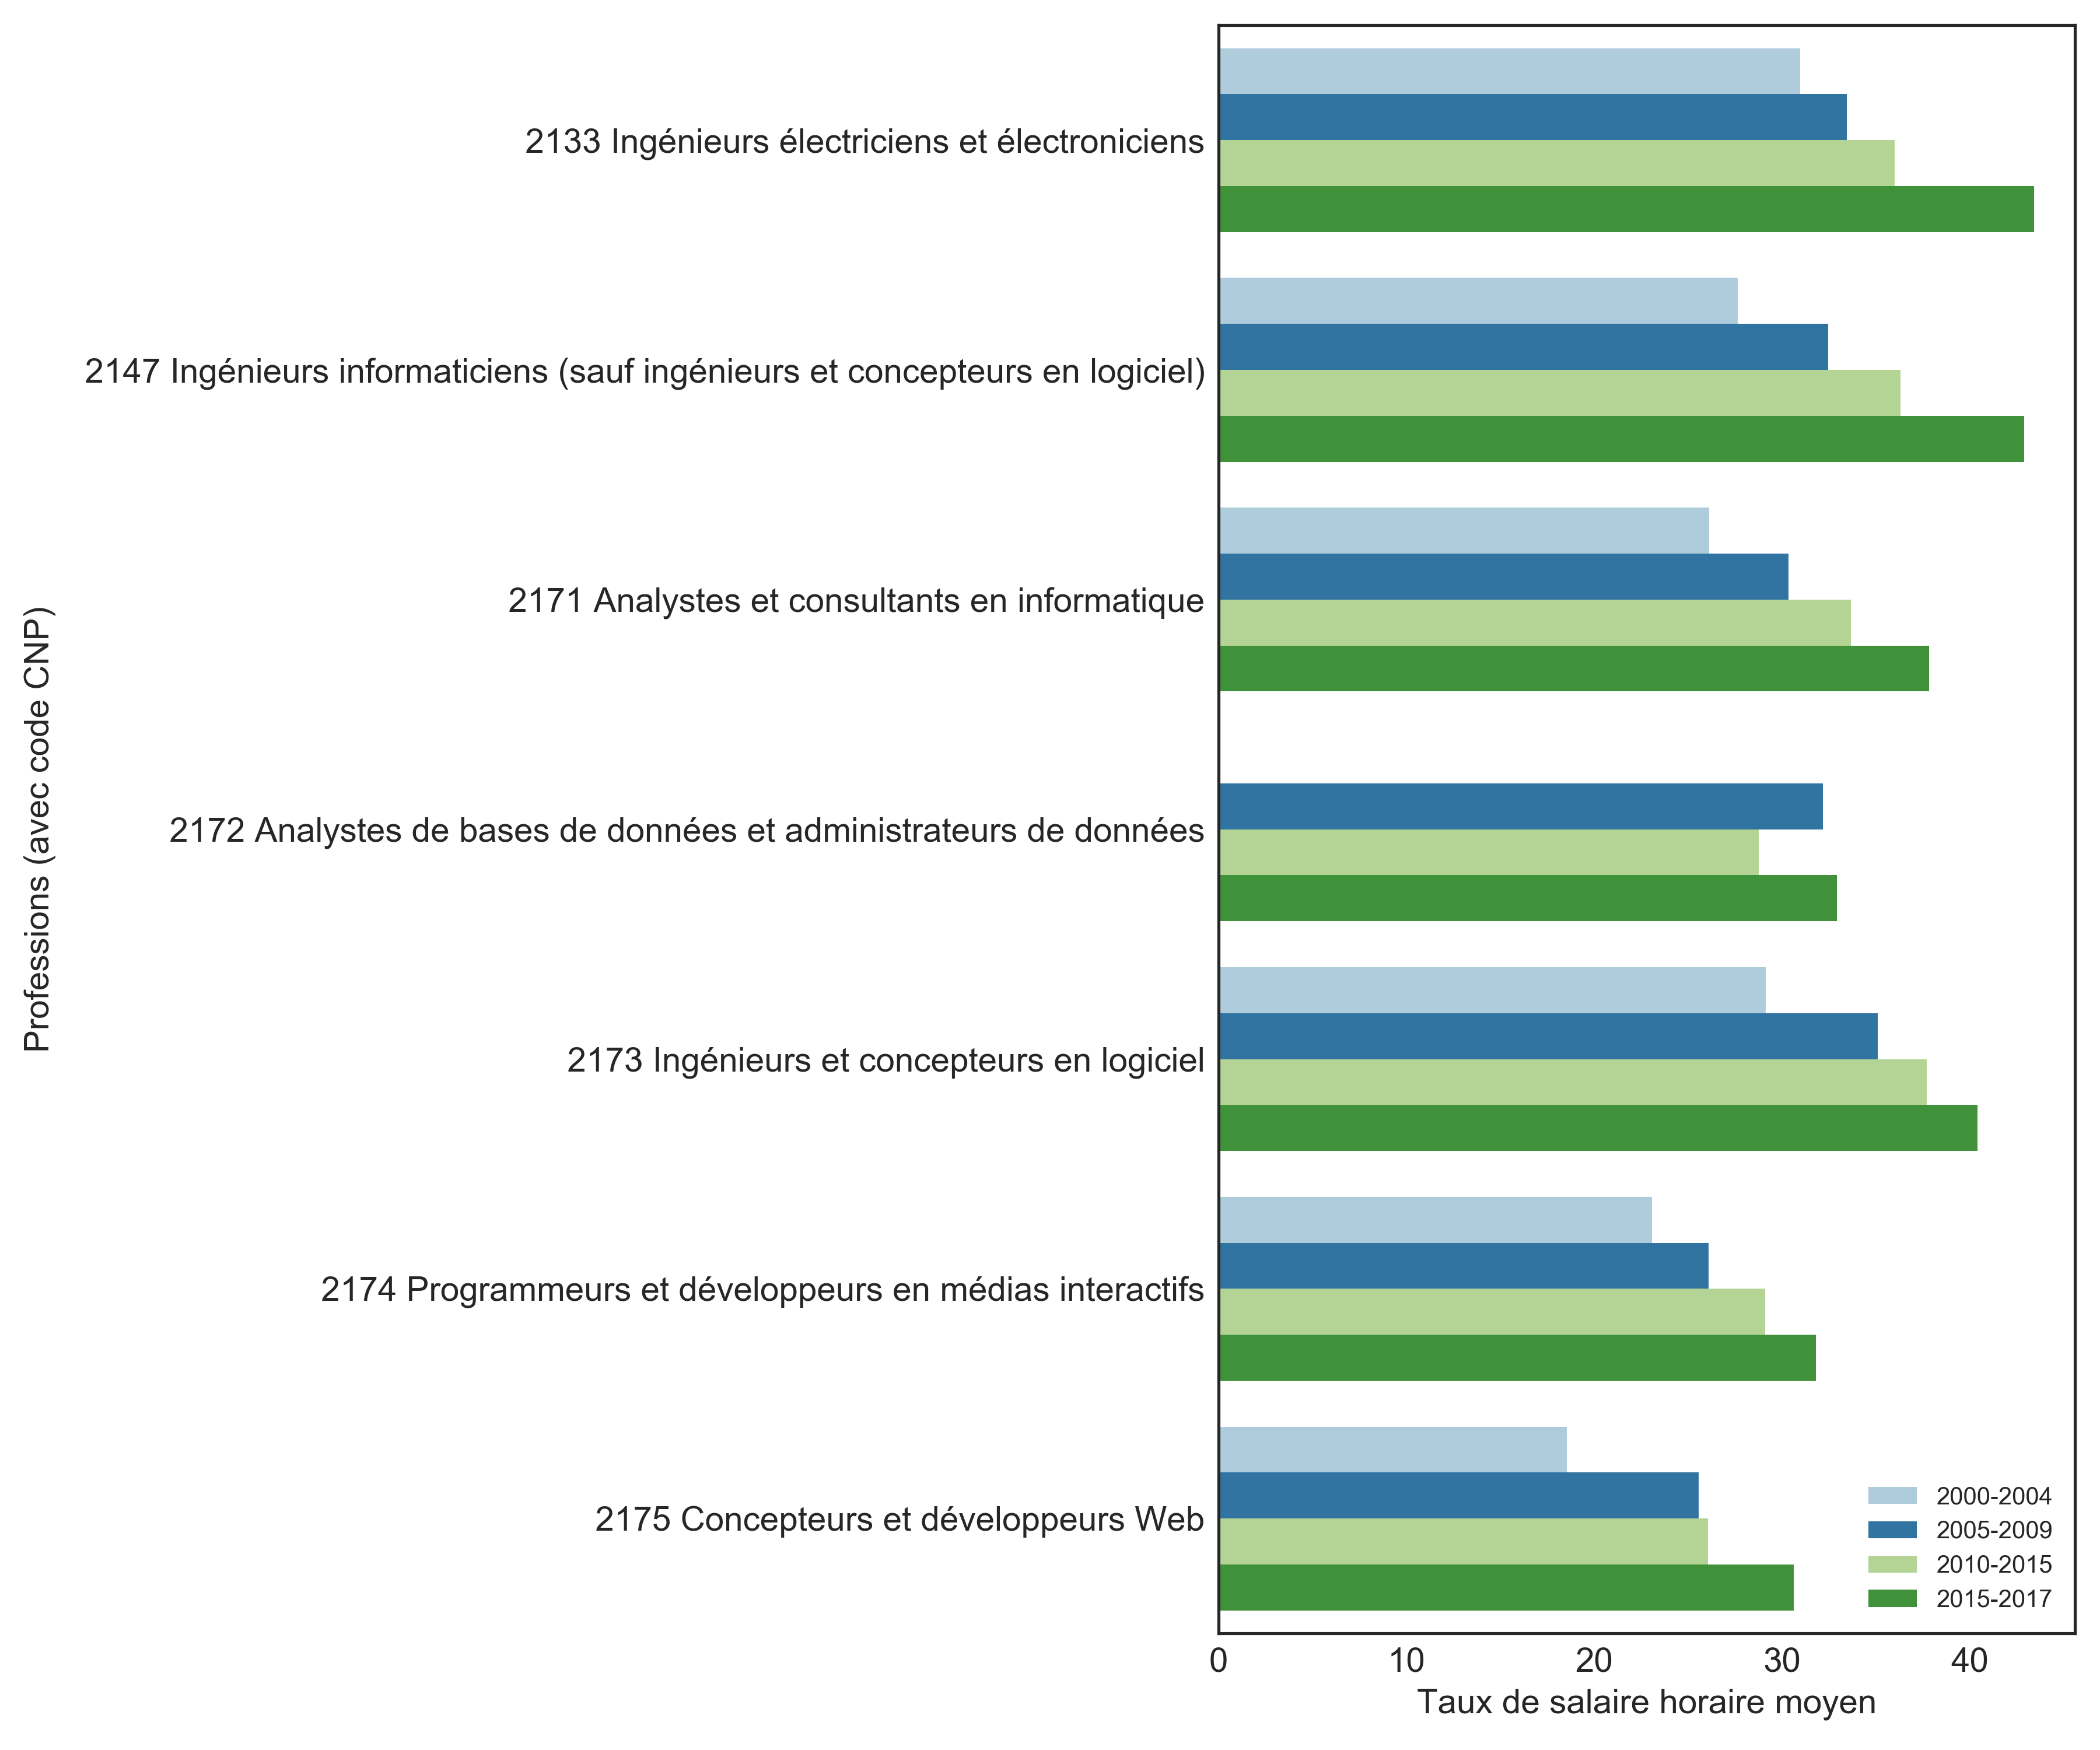 2133 Ingénieurs électriciens et électroniciens
2147 Ingénieurs informaticiens (sauf ingénieurs et concepteurs en logiciel)
2171 Analystes et consultants en informatique
2172 Analystes de bases de données et administrateurs de données
2173 Ingénieurs et concepteurs en logiciel
2174 Programmeurs et développeurs en médias interactifs
2175 Concepteurs et développeurs Web
Professions (avec code CNP)
2000-2004
2005-2009
2010-2015
2015-2017
0 10 20 30 40
Taux de salaire horaire moyen